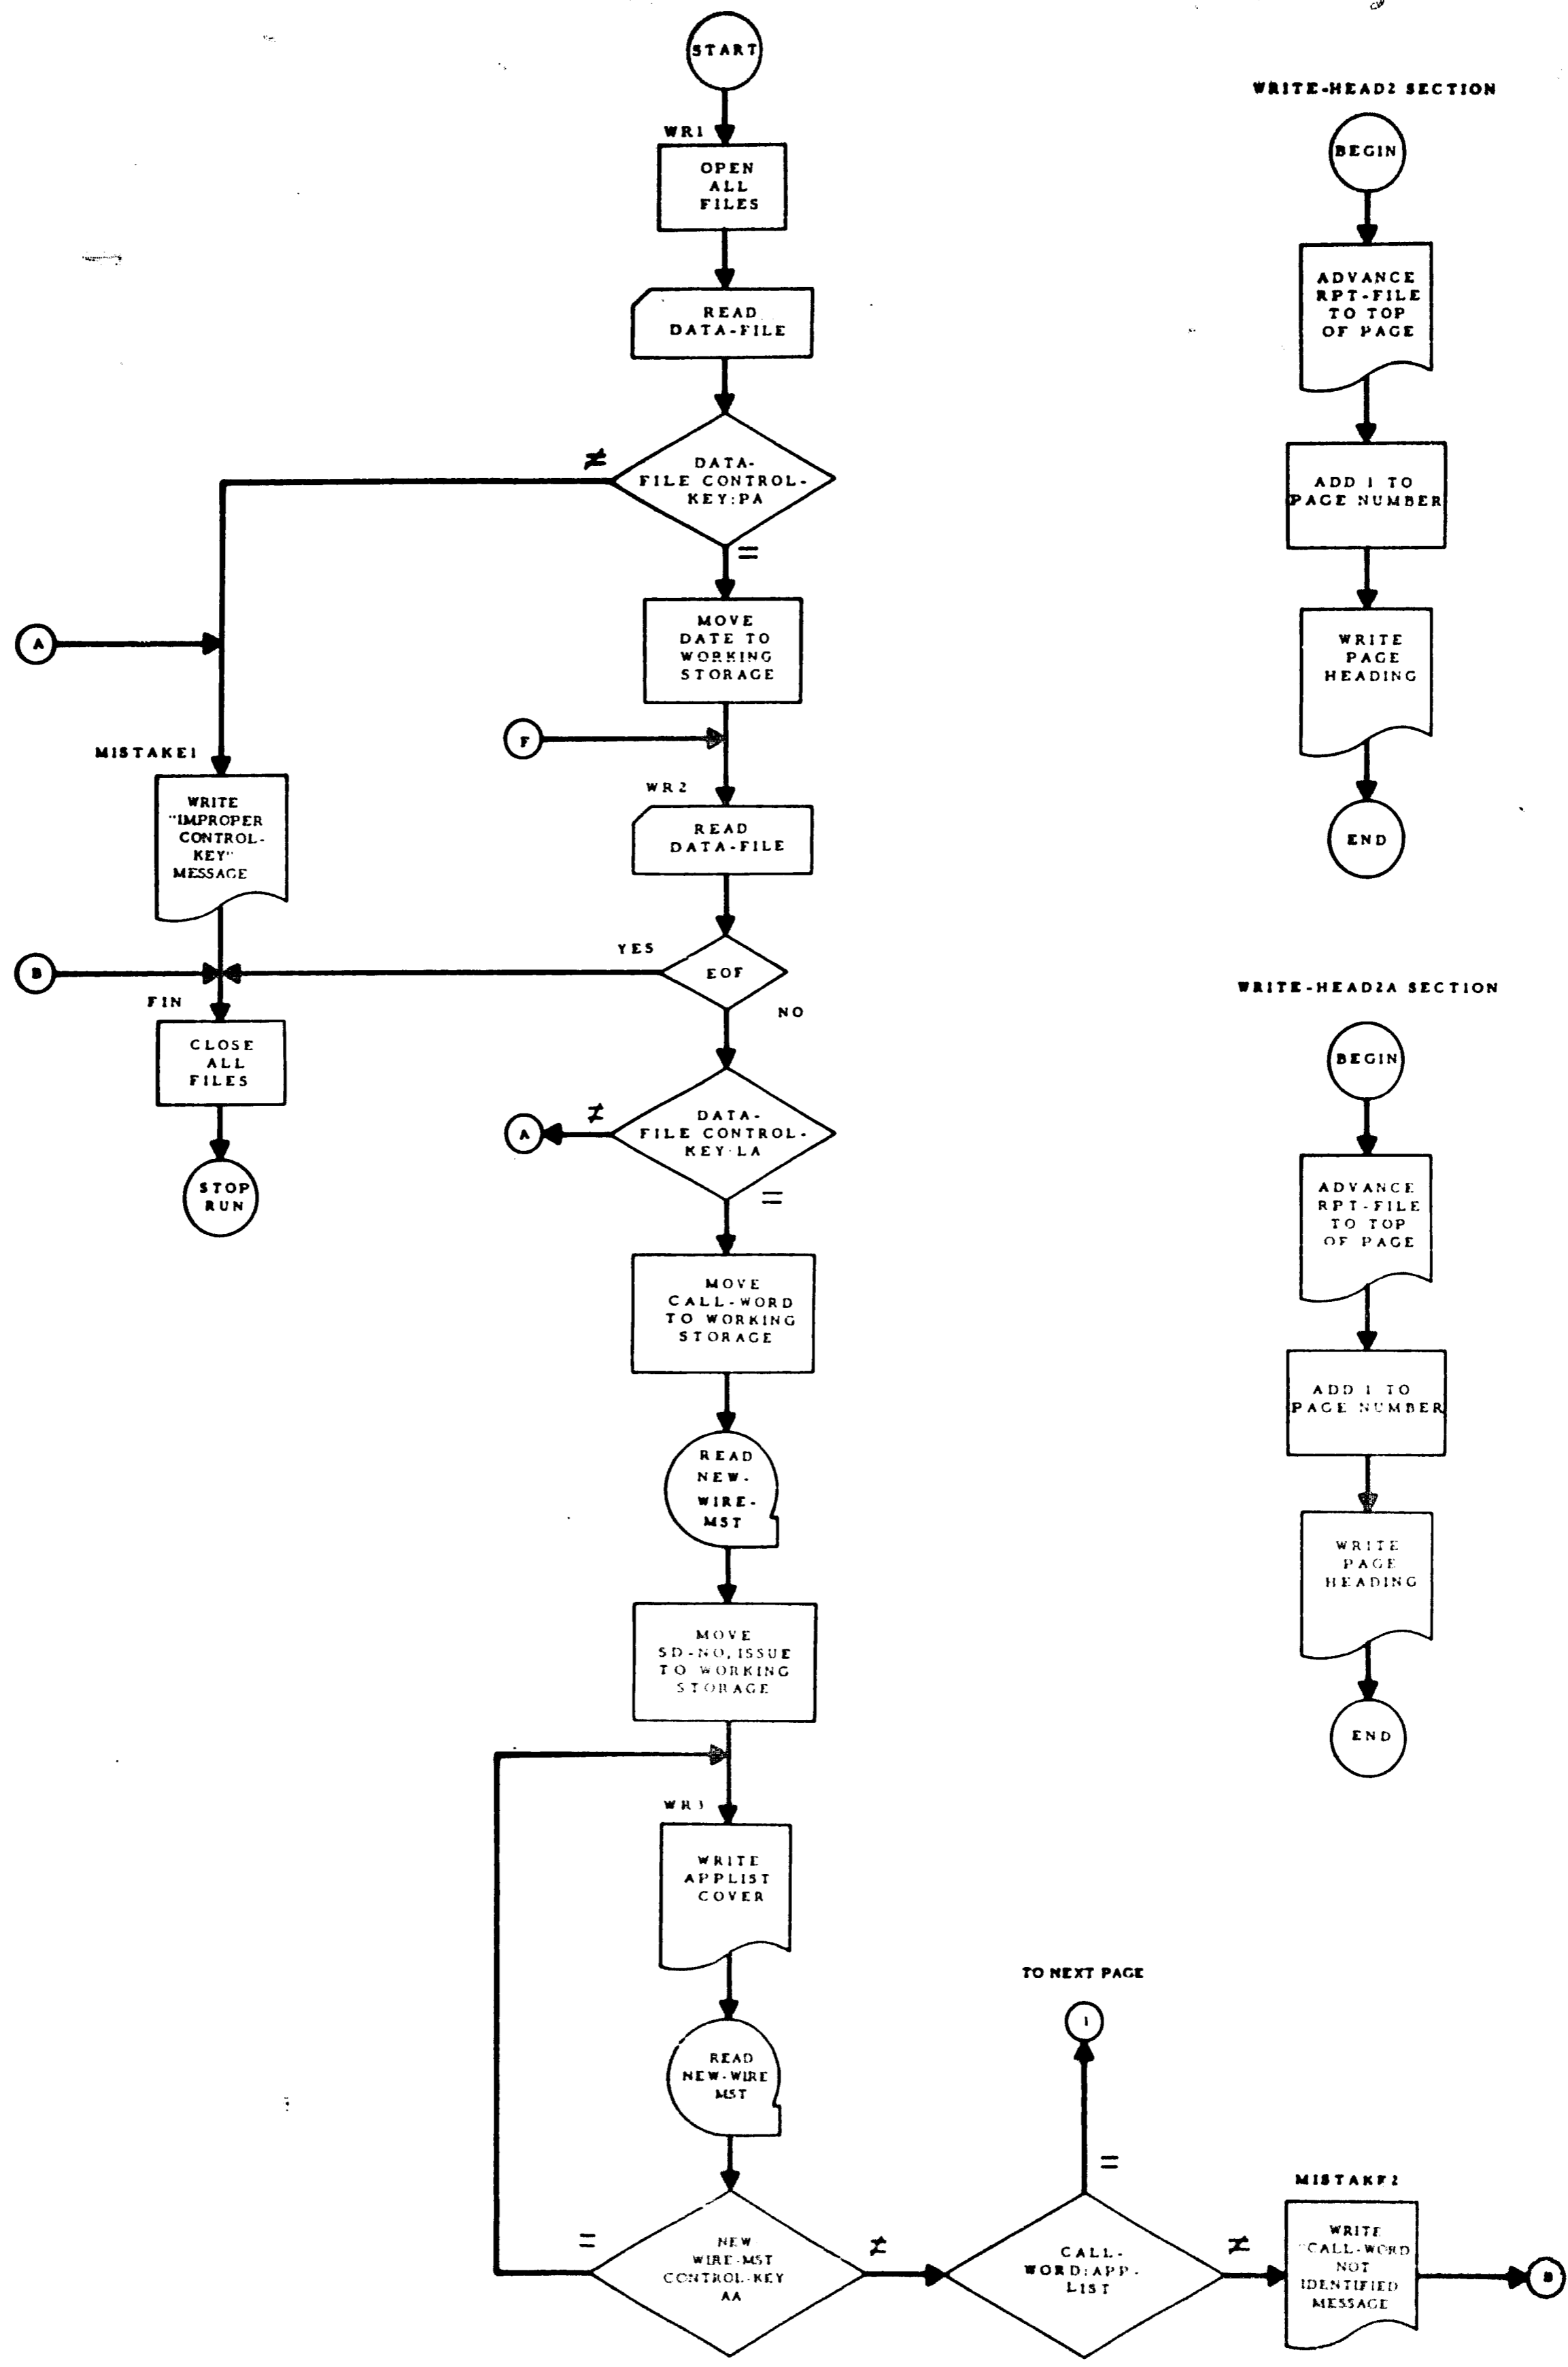 START
WR1
OPEN
ALL
FILES
READ
DATA-FILE
≠
DATA-
FILE CONTROL-
KEY:PA
=
MOVE
DATE TO
WORKING
STORAGE
A
F
MISTAKE1
WRITE
"IMPROPER
CONTROL-
KEY"
MESSAGE
WR2
READ
DATA-FILE
B
YES
EOF
NO
FIN
CLOSE
ALL
FILES
STOP
RUN
A
≠
DATA-
FILE CONTROL-
KEY:LA
=
MOVE
CALL-WORD
TO WORKING
STORAGE
READ
NEW-
WIRE-
MST
MOVE
SD-NO, ISSUE
TO WORKING
STORAGE
WR3
WRITE
APPLIST
COVER
READ
NEW-WIRE
MST
=
NEW
WIRE-MST
CONTROL-KEY
AA
≠
TO NEXT PAGE
1
=
CALL-
WORD:APP-
LIST
≠
MISTAKE2
WRITE
"CALL-WORD
NOT
IDENTIFIED
MESSAGE
B
WRITE-HEAD2 SECTION
BEGIN
ADVANCE
RPT-FILE
TO TOP
OF PAGE
ADD 1 TO
PAGE NUMBER
WRITE
PAGE
HEADING
END
WRITE-HEAD2A SECTION
BEGIN
ADVANCE
RPT-FILE
TO TOP
OF PAGE
ADD 1 TO
PAGE NUMBER
WRITE
PAGE
HEADING
END